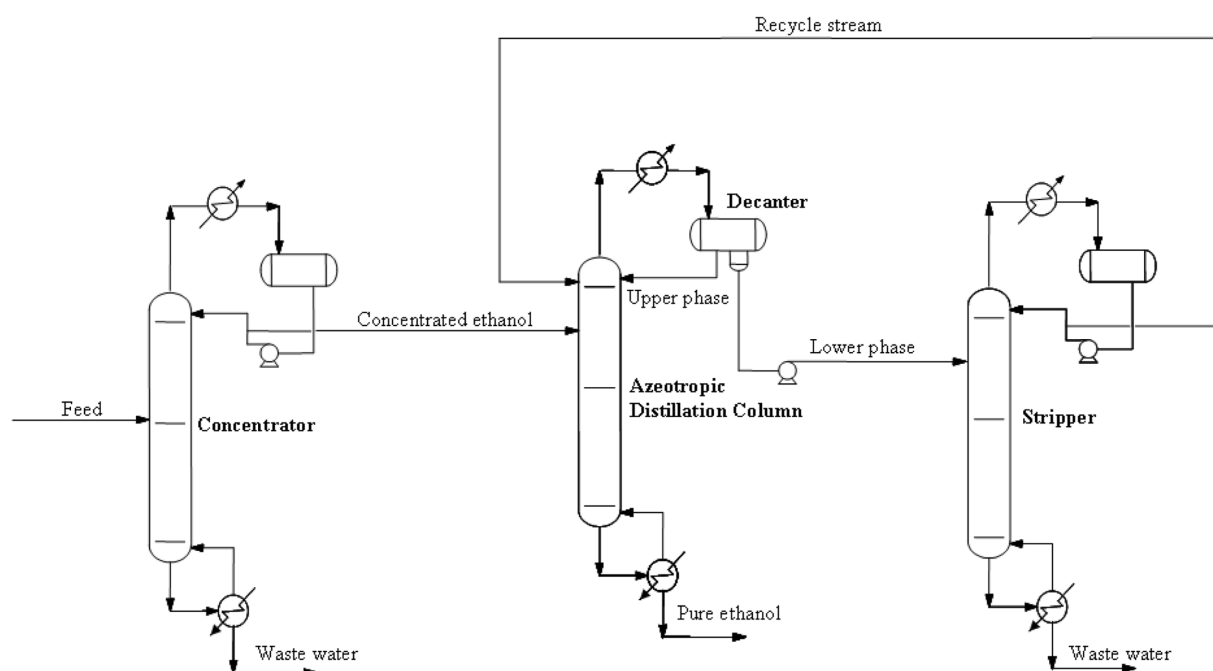 Recycle stream
Decanter
Upper phase
Concentrated ethanol
Lower phase
Azeotropic
Distillation Column
Feed
Concentrator
Stripper
Pure ethanol
Waste water
Waste water